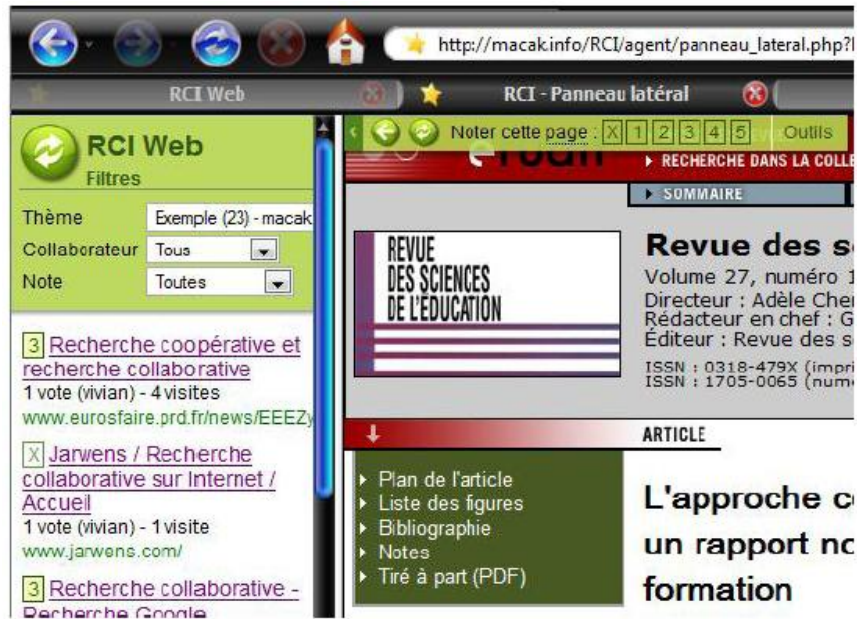 http://macak.info/RCI/agent/panneau_lateral.php?
RCI Web
RCI - Panneau latéral
RCI Web
Filtres
Thème
Exemple (23) - macak
Collaborateur
Tous
Note
Toutes
3 Recherche coopérative et
recherche collaborative
1 vote (vivian) - 4 visites
www.eurosfaire.prd.fr/news/EEEZy
X Jarwens / Recherche
collaborative sur Internet /
Accueil
1 vote (vivian) - 1 visite
www.jarwens.com/
3 Recherche collaborative -
Recherche Google
Noter cette page : X 1 2 3 4 5 Outils
RECHERCHE DANS LA COLLE
SOMMAIRE
REVUE
DES SCIENCES
DE L'ÉDUCATION
Revue des s
Volume 27, numéro 1
Directeur : Adèle Che
Rédacteur en chef : G
Éditeur : Revue des s
ISSN : 0318-479X (impri
ISSN : 1705-0065 (num
ARTICLE
Plan de l'article
Liste des figures
Bibliographie
Notes
Tiré à part (PDF)
L'approche c
un rapport no
formation